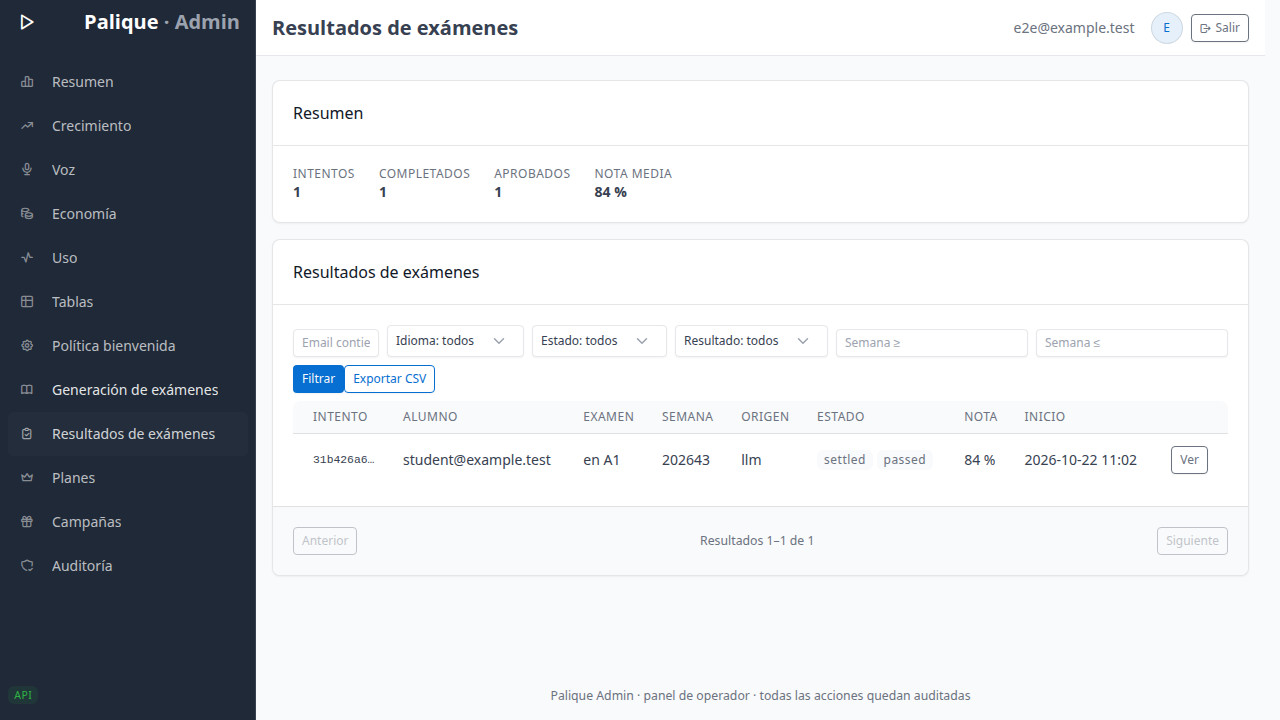 Palique · Admin
Resumen
Crecimiento
Voz
Economía
Uso
Tablas
Política bienvenida
Generación de exámenes
Resultados de exámenes
Planes
Campañas
Auditoría
API
Resultados de exámenes
e2e@example.test E Salir
Resumen
INTENTOS COMPLETADOS APROBADOS NOTA MEDIA
1 1 1 84 %
Resultados de exámenes
Email contie Idioma: todos Estado: todos Resultado: todos Semana ≥ Semana ≤
Filtrar Exportar CSV
INTENTO ALUMNO EXAMEN SEMANA ORIGEN ESTADO NOTA INICIO
31b426a6… student@example.test en A1 202643 llm settled passed 84 % 2026-10-22 11:02 Ver
Anterior Resultados 1–1 de 1 Siguiente
Palique Admin · panel de operador · todas las acciones quedan auditadas